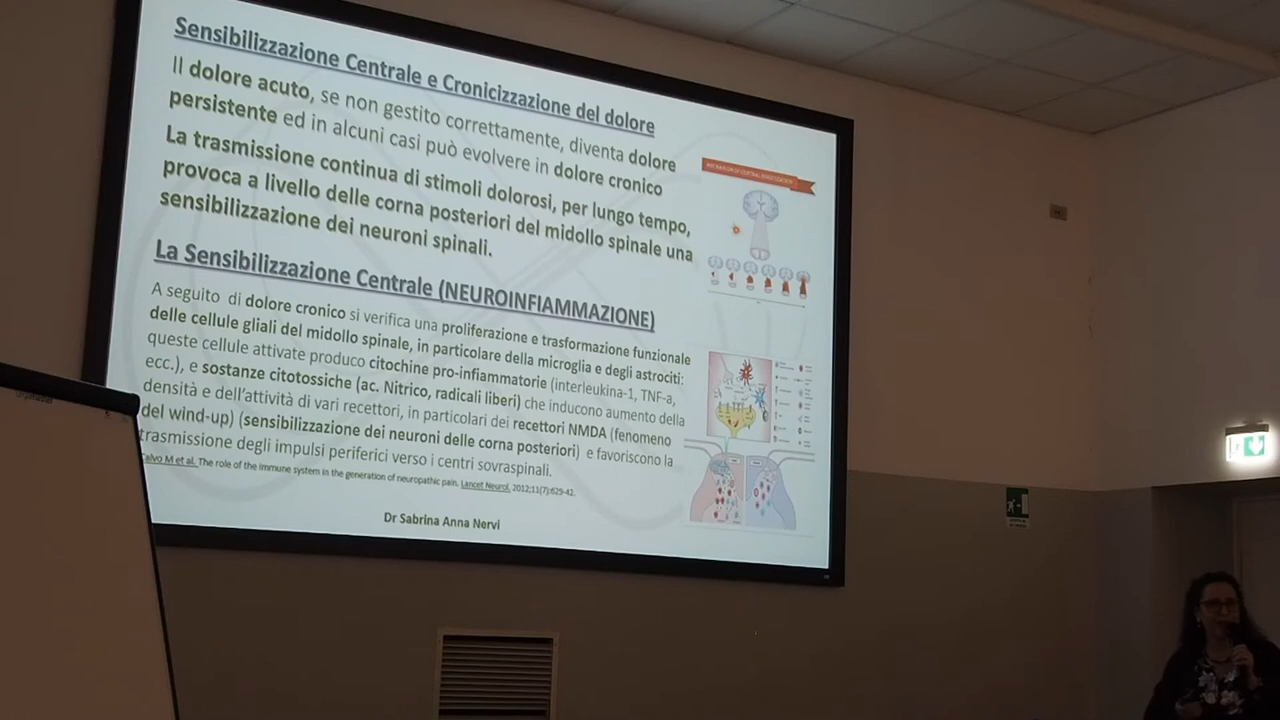 Sensibilizzazione Centrale e Cronicizzazione del dolore
Il dolore acuto, se non gestito correttamente, diventa dolore
persistente ed in alcuni casi può evolvere in dolore cronico
La trasmissione continua di stimoli dolorosi, per lungo tempo,
provoca a livello delle corna posteriori del midollo spinale una
sensibilizzazione dei neuroni spinali.
La Sensibilizzazione Centrale (NEUROINFIAMMAZIONE)
A seguito di dolore cronico si verifica una proliferazione e trasformazione funzionale
delle cellule gliali del midollo spinale, in particolare della microglia e degli astrociti:
queste cellule attivate produco citochine pro-infiammatorie (interleukina-1, TNF-a,
ecc.), e sostanze citotossiche (ac. Nitrico, radicali liberi) che inducono aumento della
densità e dell'attività di vari recettori, in particolari dei recettori NMDA (fenomeno
del wind-up) (sensibilizzazione dei neuroni delle corna posteriori) e favoriscono la
trasmissione degli impulsi periferici verso i centri sovraspinali.
Calvo M et al. The role of the immune system in the generation of neuropathic pain. Lancet Neurol. 2012;11(7):629-42.
Dr Sabrina Anna Nervi